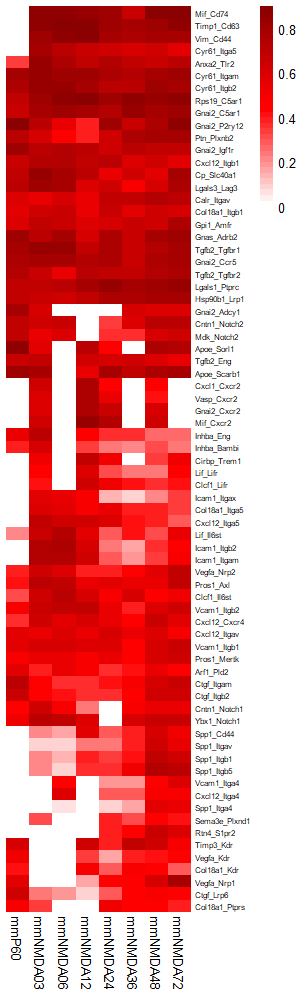 Mif_Cd74
Timp1_Cd63
Vim_Cd44
Cyr61_Itga5
Anxa2_Tlr2
Cyr61_Itgam
Cyr61_Itgb2
Rps19_C5ar1
Gnai2_C5ar1
Gnai2_P2ry12
Ptn_Plxnb2
Gnai2_Igf1r
Cxcl12_Itgb1
Cp_Slc40a1
Lgals3_Lag3
Calr_Itgav
Col18a1_Itgb1
Gpi1_Amfr
Gnas_Adrb2
Tgfb2_Tgfbr1
Gnai2_Ccr5
Tgfb2_Tgfbr2
Lgals1_Ptprc
Hsp90b1_Lrp1
Gnai2_Adcy1
Cntn1_Notch2
Mdk_Notch2
Apoe_Sorl1
Tgfb2_Eng
Apoe_Scarb1
Cxcl1_Cxcr2
Vasp_Cxcr2
Gnai2_Cxcr2
Mif_Cxcr2
Inhba_Eng
Inhba_Bambi
Cirbp_Trem1
Lif_Lifr
Clcf1_Lifr
Icam1_Itgax
Col18a1_Itga5
Cxcl12_Itga5
Lif_Il6st
Icam1_Itgb2
Icam1_Itgam
Vegfa_Nrp2
Pros1_Axl
Clcf1_Il6st
Vcam1_Itgb2
Cxcl12_Cxcr4
Cxcl12_Itgav
Vcam1_Itgb1
Pros1_Mertk
Arf1_Pld2
Ctgf_Itgam
Ctgf_Itgb2
Cntn1_Notch1
Ybx1_Notch1
Spp1_Cd44
Spp1_Itgav
Spp1_Itgb1
Spp1_Itgb5
Vcam1_Itga4
Cxcl12_Itga4
Spp1_Itga4
Sema3e_Plxnd1
Rtn4_S1pr2
Timp3_Kdr
Vegfa_Kdr
Col18a1_Kdr
Vegfa_Nrp1
Ctgf_Lrp6
Col18a1_Ptprs
0.8
0.6
0.4
0.2
0
mmP60
mmNMDA03
mmNMDA06
mmNMDA12
mmNMDA24
mmNMDA36
mmNMDA48
mmNMDA72